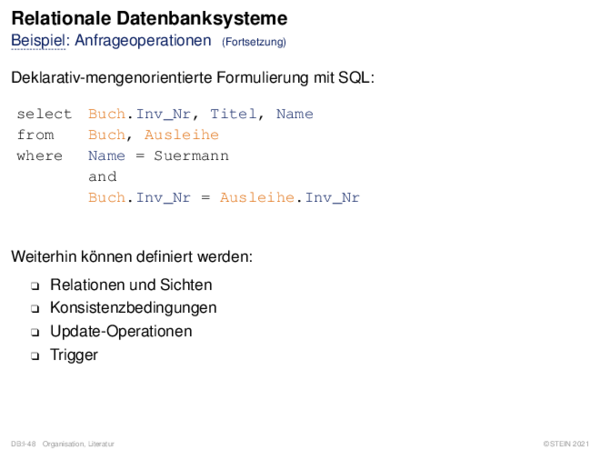 Relationale Datenbanksysteme
Beispiel: Anfrageoperationen (Fortsetzung)
Deklarativ-mengenorientierte Formulierung mit SQL:
select Buch.Inv_Nr, Titel, Name
from Buch, Ausleihe
where Name = Suermann
and
Buch.Inv_Nr = Ausleihe.Inv_Nr
Weiterhin können definiert werden:
❑ Relationen und Sichten
❑ Konsistenzbedingungen
❑ Update-Operationen
❑ Trigger
DB:I-48 Organisation, Literatur ©STEIN 2021